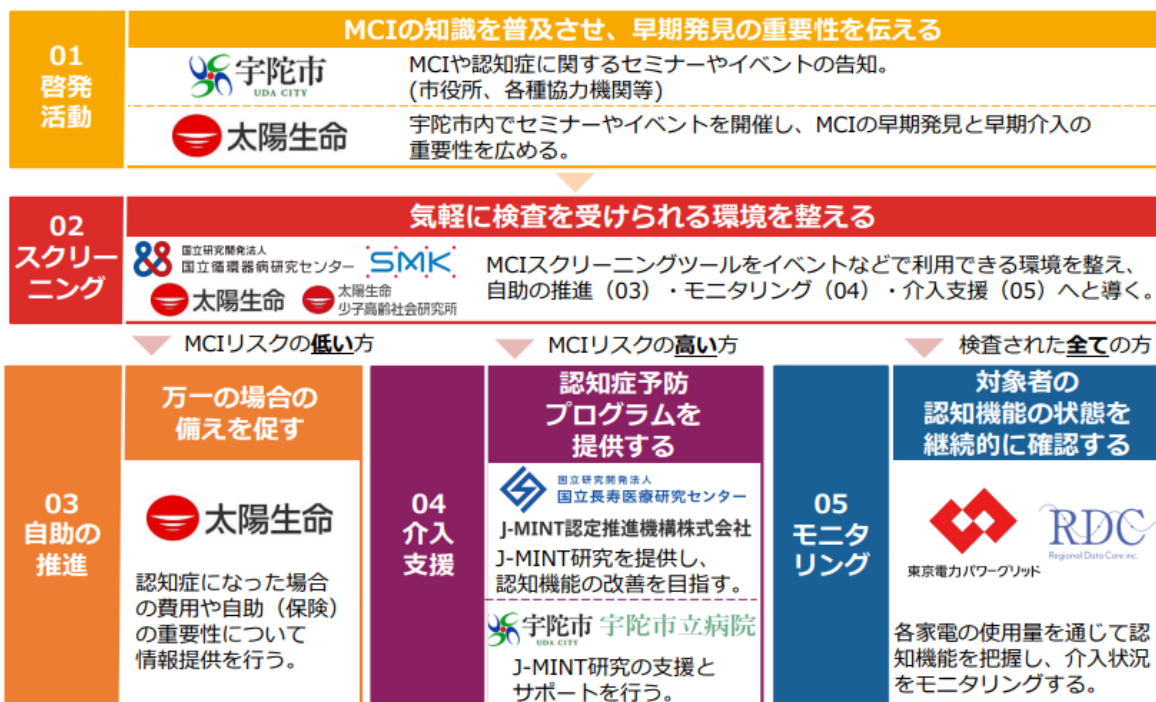 01
啓発
活動
MCIの知識を普及させ、早期発見の重要性を伝える
宇陀市
UDA CITY
MCIや認知症に関するセミナーやイベントの告知。
(市役所、各種協力機関等)
太陽生命
宇陀市内でセミナーやイベントを開催し、MCIの早期発見と早期介入の
重要性を広める。
02
スクリー
ニング
気軽に検査を受けられる環境を整える
国立研究開発法人
国立循環器病研究センター
SMK
太陽生命
太陽生命
少子高齢社会研究所
MCIスクリーニングツールをイベントなどで利用できる環境を整え、
自助の推進（03）・モニタリング（04）・介入支援（05）へと導く。
MCIリスクの低い方
MCIリスクの高い方
検査された全ての方
03
自助の
推進
万一の場合の
備えを促す
太陽生命
認知症になった場合
の費用や自助（保険）
の重要性について
情報提供を行う。
04
介入
支援
認知症予防
プログラムを
提供する
国立研究開発法人
国立長寿医療研究センター
J-MINT認定推進機構株式会社
J-MINT研究を提供し、
認知機能の改善を目指す。
宇陀市 宇陀市立病院
UDA CITY
J-MINT研究の支援と
サポートを行う。
05
モニタ
リング
対象者の
認知機能の状態を
継続的に確認する
東京電力パワーグリッド
RDC
Regional Data Core inc.
各家電の使用量を通じて認
知機能を把握し、介入状況
をモニタリングする。